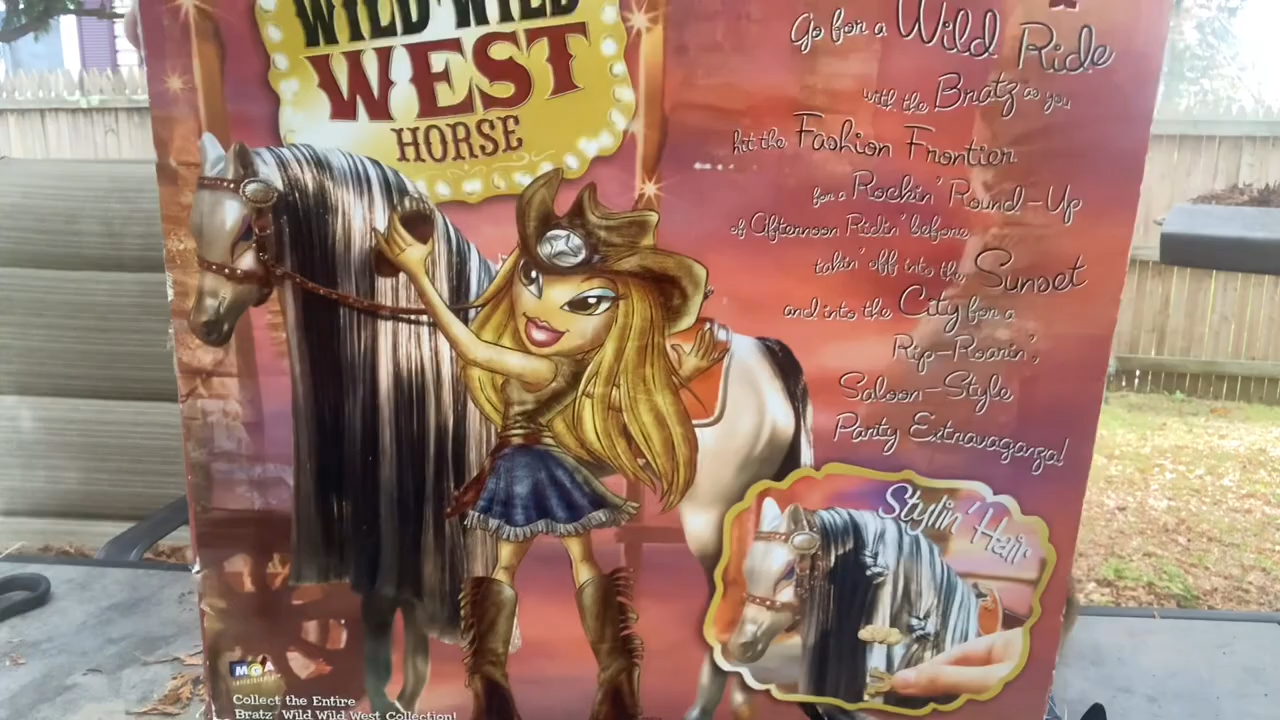 WILD WILD
WEST
HORSE
Go for a Wild Ride
with the Bratz as you
hit the Fashion Frontier
for a Rockin' Round-Up
of Afternoon Ridin' before
takin' off into the Sunset
and into the City for a
Rip-Roarin',
Saloon-Style
Party Extravaganza!
Stylin' Hair
MGA
ENTERTAINMENT
Collect the Entire
Bratz™ Wild Wild West Collection!